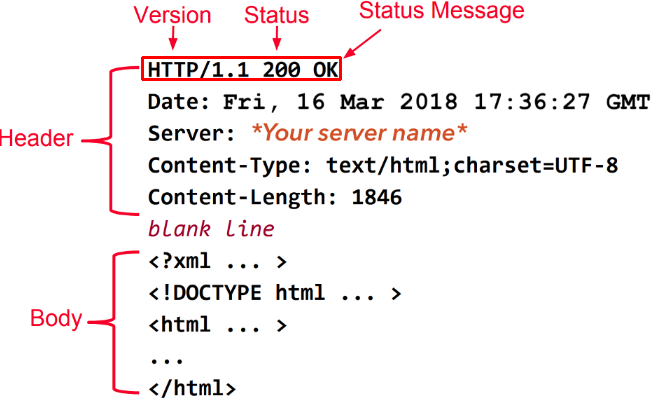 Version Status Status Message
HTTP/1.1 200 OK
Date: Fri, 16 Mar 2018 17:36:27 GMT
Header
Server: *Your server name*
Content-Type: text/html;charset=UTF-8
Content-Length: 1846
blank line
<?xml ... >
<!DOCTYPE html ... >
Body
<html ... >
...
</html>